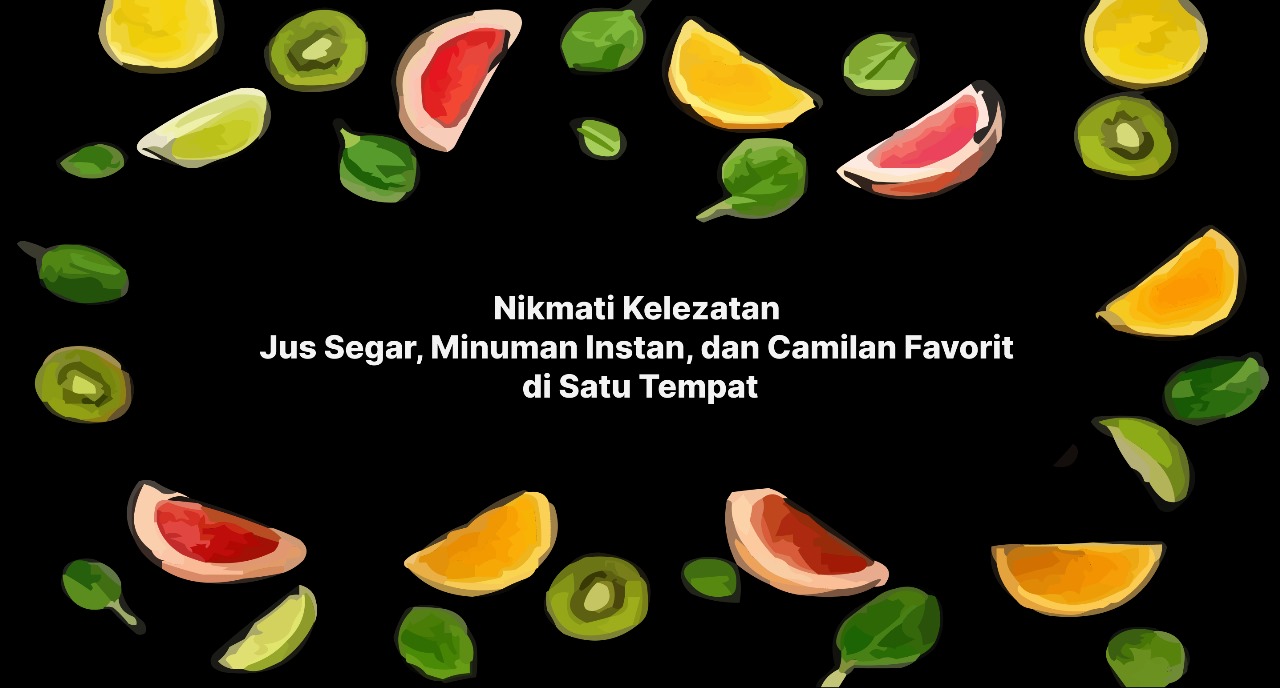 Nikmati Kelezatan
Jus Segar, Minuman Instan, dan Camilan Favorit
di Satu Tempat